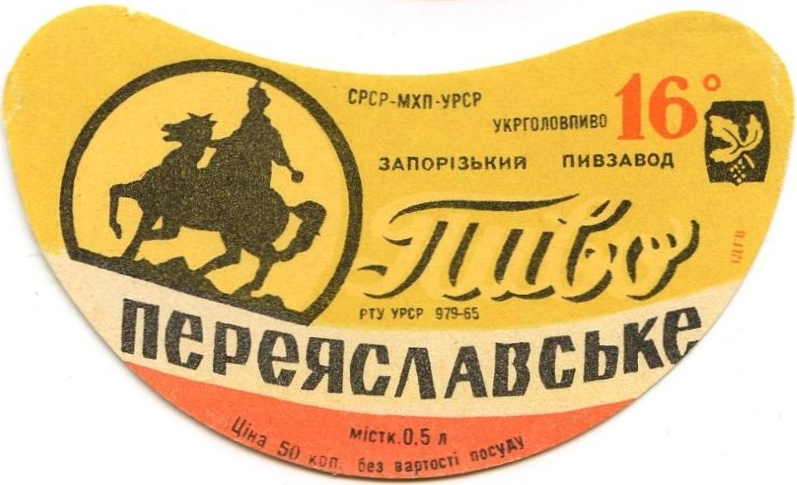 СРСР-МХП-УРСР
УКРГОЛОВПИВО
16°
ЗАПОРІЗЬКИЙ ПИВЗАВОД
Пиво
РТУ УРСР 979-65
ПЕРЕЯСЛАВСЬКЕ
містк. 0,5 л
Ціна 50 коп. без вартості посуду